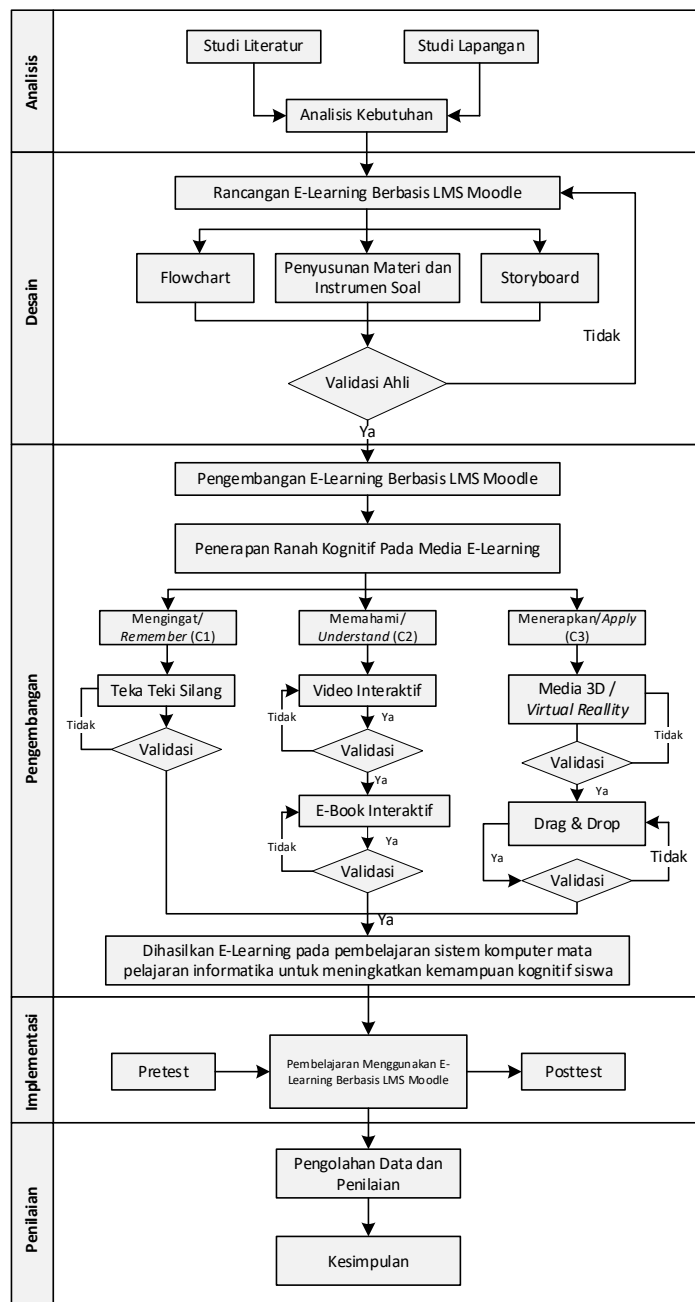 Analisis
Studi Literatur
Studi Lapangan
Analisis Kebutuhan
Desain
Rancangan E-Learning Berbasis LMS Moodle
Flowchart
Penyusunan Materi dan
Instrumen Soal
Storyboard
Tidak
Validasi Ahli
Ya
Pengembangan
Pengembangan E-Learning Berbasis LMS Moodle
Penerapan Ranah Kognitif Pada Media E-Learning
Mengingat/
Remember (C1)
Memahami/
Understand (C2)
Menerapkan/Apply
(C3)
Teka Teki Silang
Tidak
Validasi
Video Interaktif
Tidak
Ya
Validasi
Ya
E-Book Interaktif
Tidak
Ya
Validasi
Media 3D /
Virtual Reallity
Tidak
Validasi
Ya
Drag & Drop
Ya
Tidak
Validasi
Ya
Dihasilkan E-Learning pada pembelajaran sistem komputer mata
pelajaran informatika untuk meningkatkan kemampuan kognitif siswa
Implementasi
Pretest
Pembelajaran Menggunakan E-
Learning Berbasis LMS Moodle
Posttest
Penilaian
Pengolahan Data dan
Penilaian
Kesimpulan